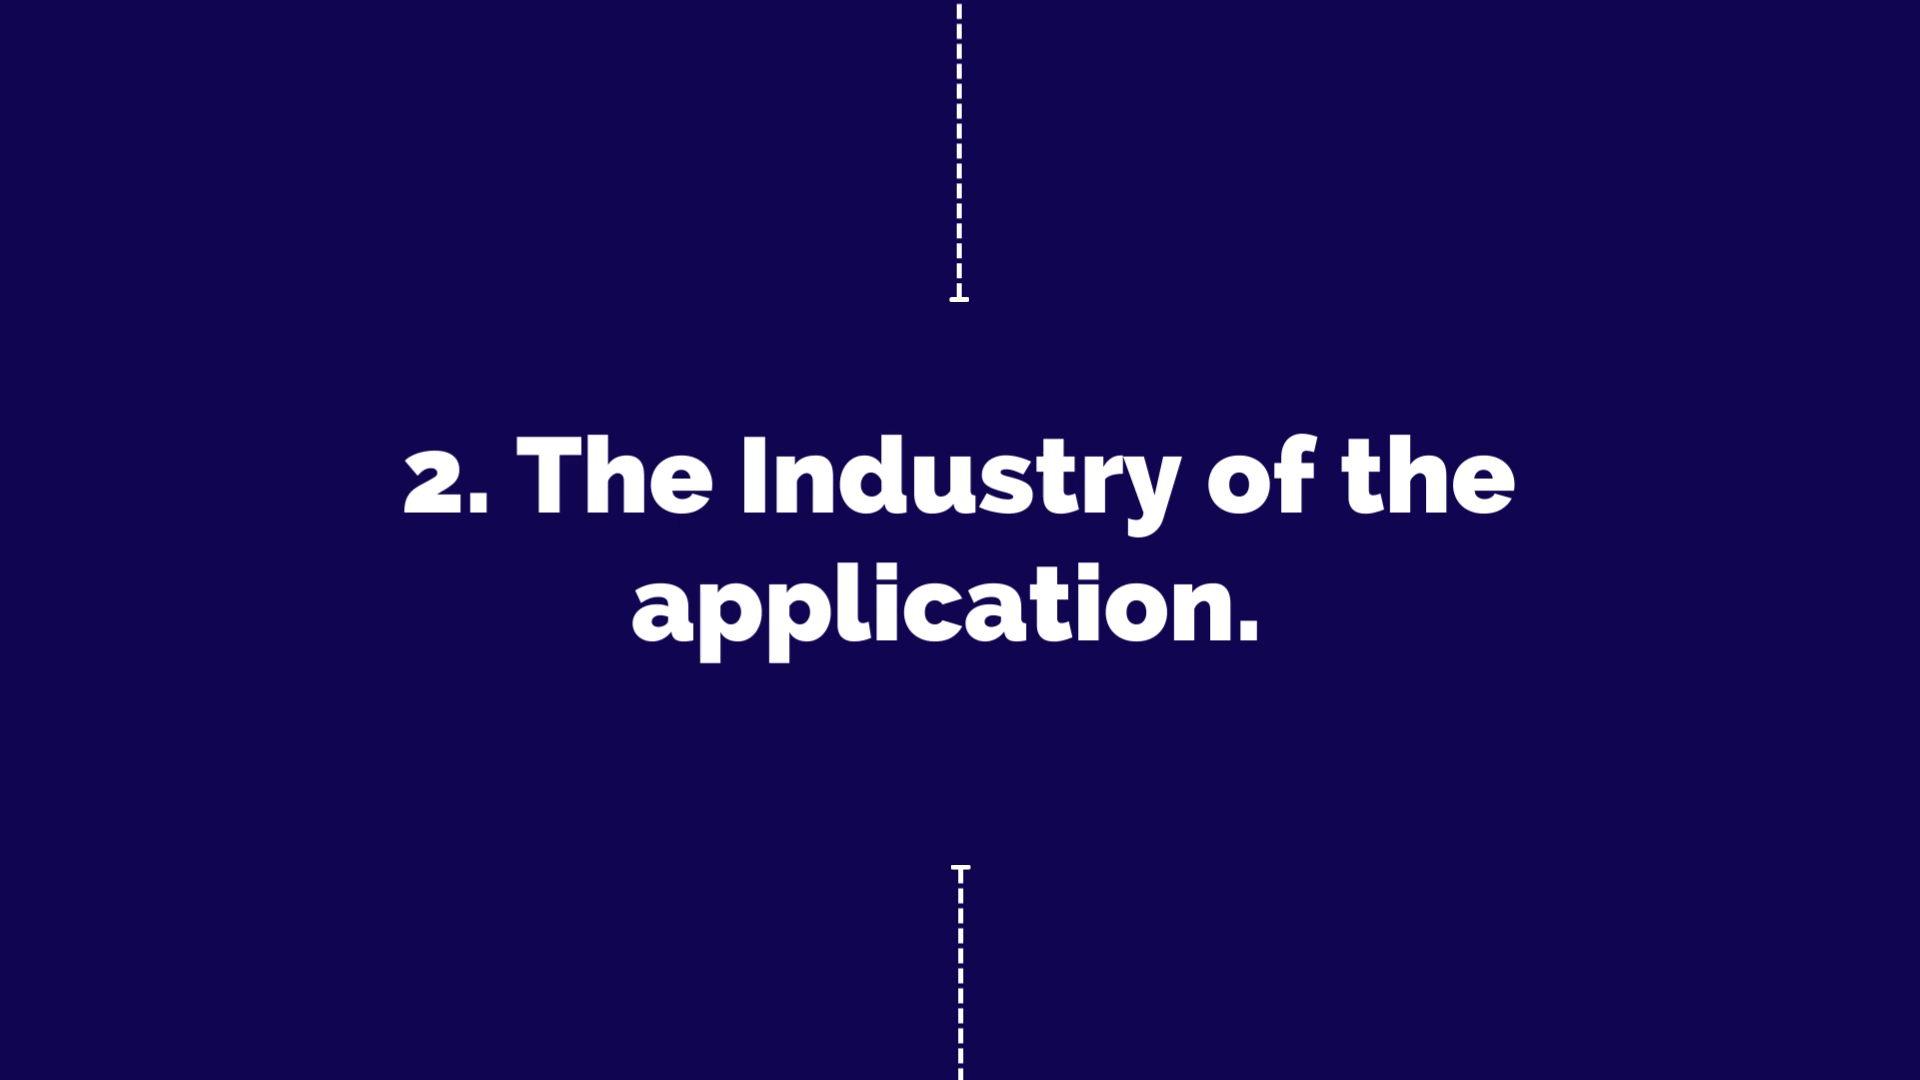 2. The Industry of the
application.